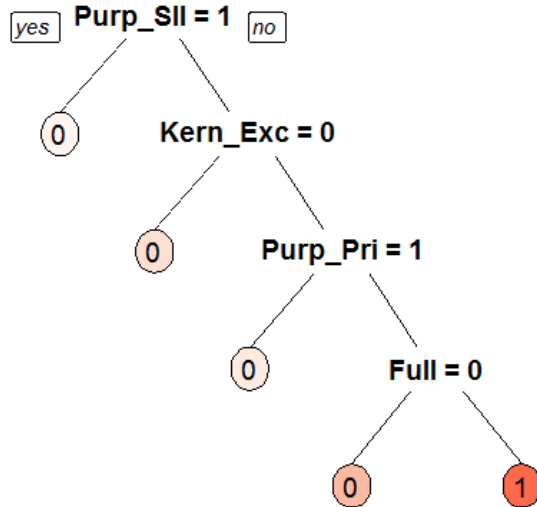 yes Purp_Sll = 1 no
0 Kern_Exc = 0
0 Purp_Pri = 1
0 Full = 0
0 1